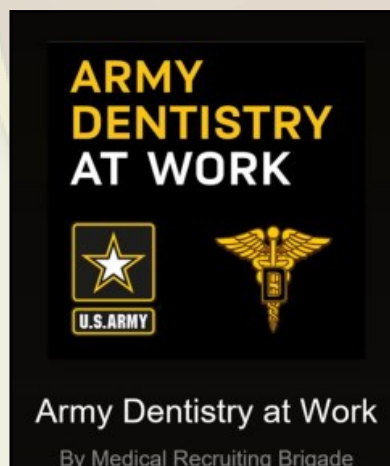 ARMY
DENTISTRY
AT WORK
D
U.S.ARMY
Army Dentistry at Work
By Medical Recruiting Brigade